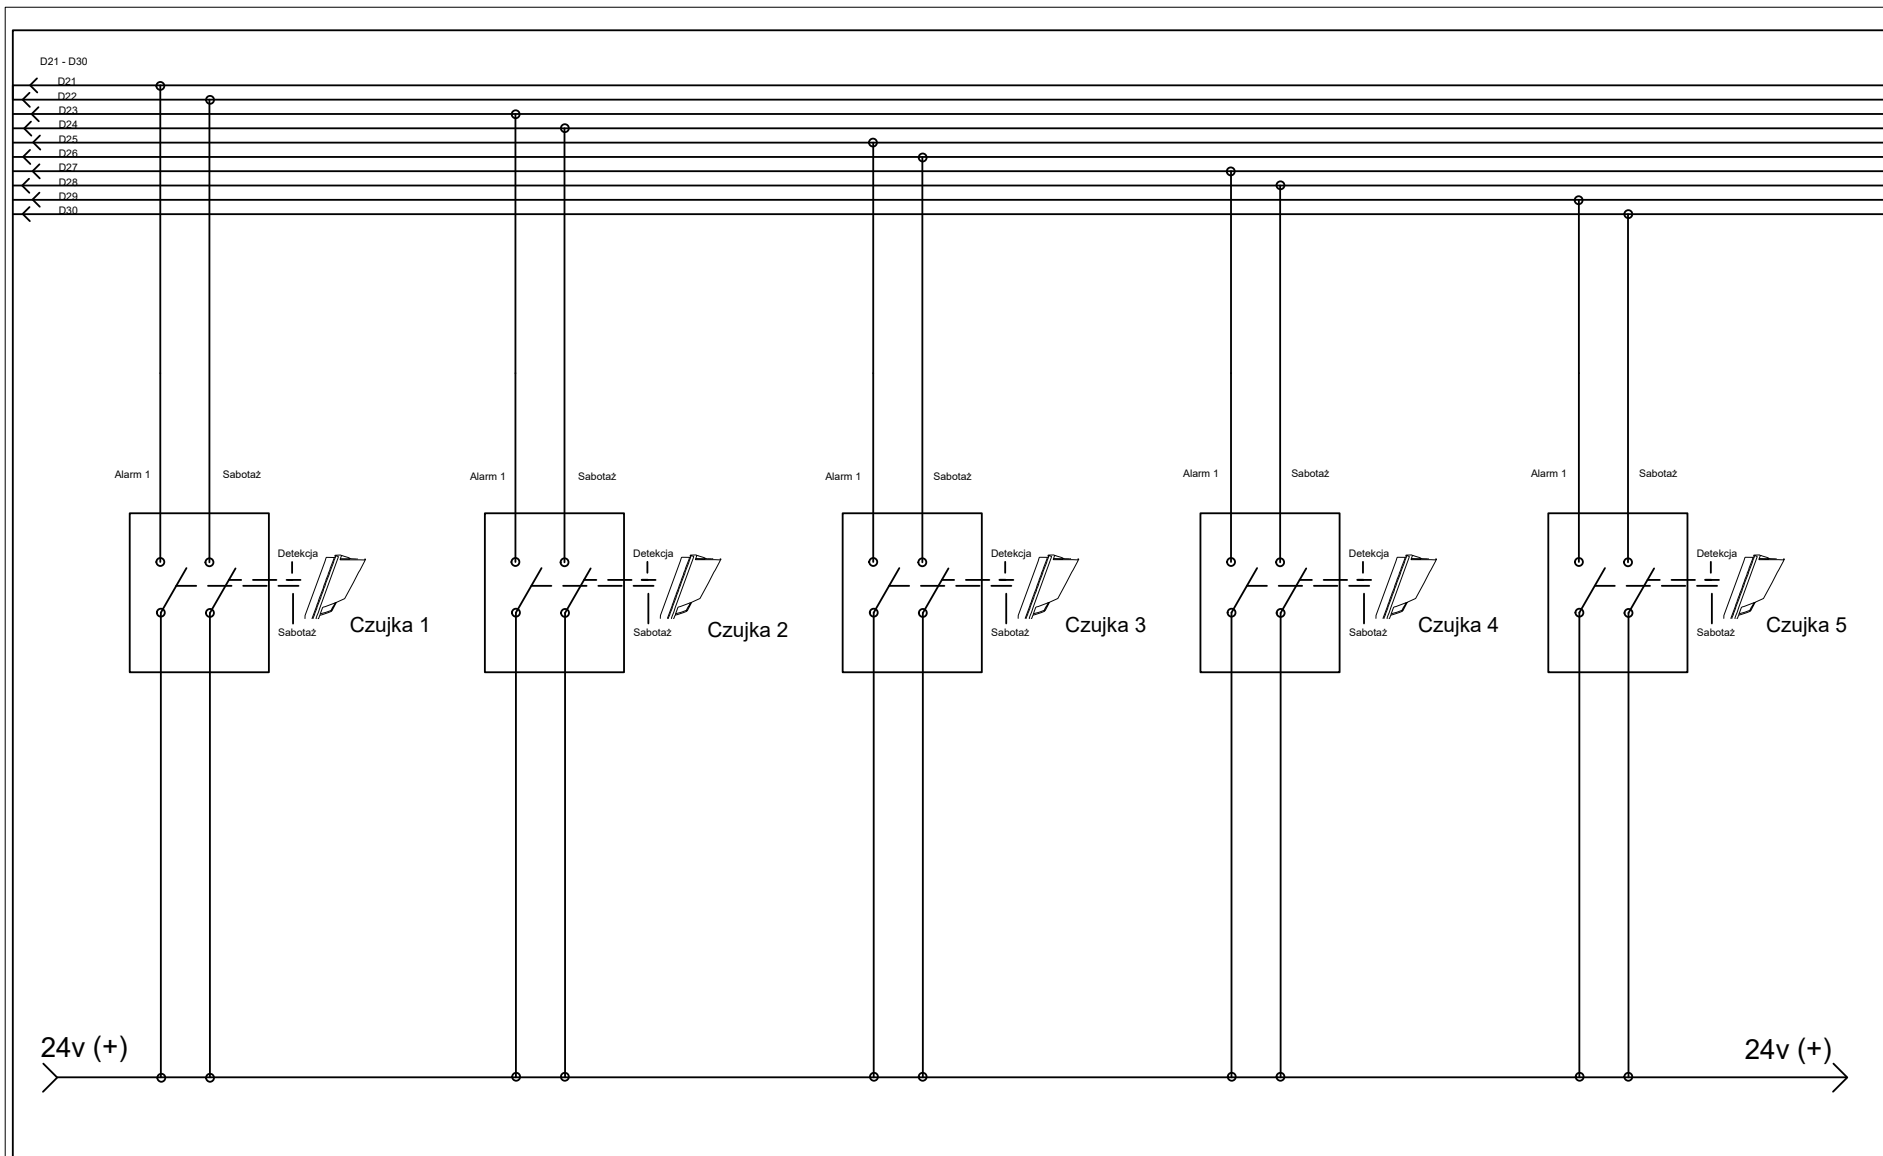 D21 - D30
D21
D22
D23
D24
D25
D26
D27
D28
D29
D30
Alarm 1 Sabotaż Alarm 1 Sabotaż Alarm 1 Sabotaż Alarm 1 Sabotaż Alarm 1 Sabotaż
Detekcja Detekcja Detekcja Detekcja Detekcja
Sabotaż Czujka 1 Sabotaż Czujka 2 Sabotaż Czujka 3 Sabotaż Czujka 4 Sabotaż Czujka 5
24v (+) 24v (+)